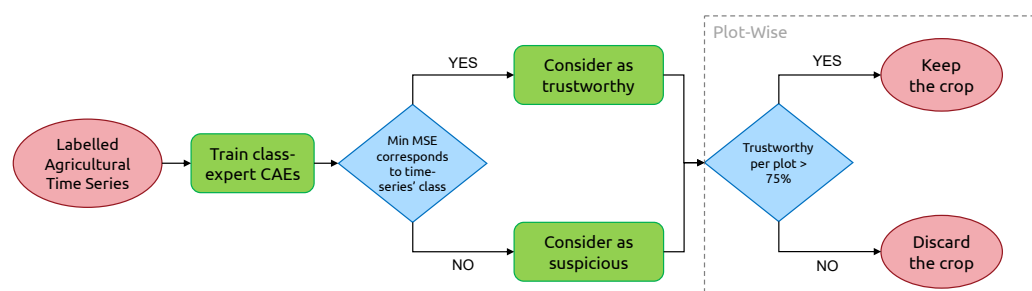 Labelled
Agricultural
Time Series
Train class-
expert CAEs
Min MSE
corresponds
to time-
series' class
YES
Consider as
trustworthy
NO
Consider as
suspicious
Plot-Wise
Trustworthy
per plot >
75%
YES
Keep
the crop
NO
Discard
the crop